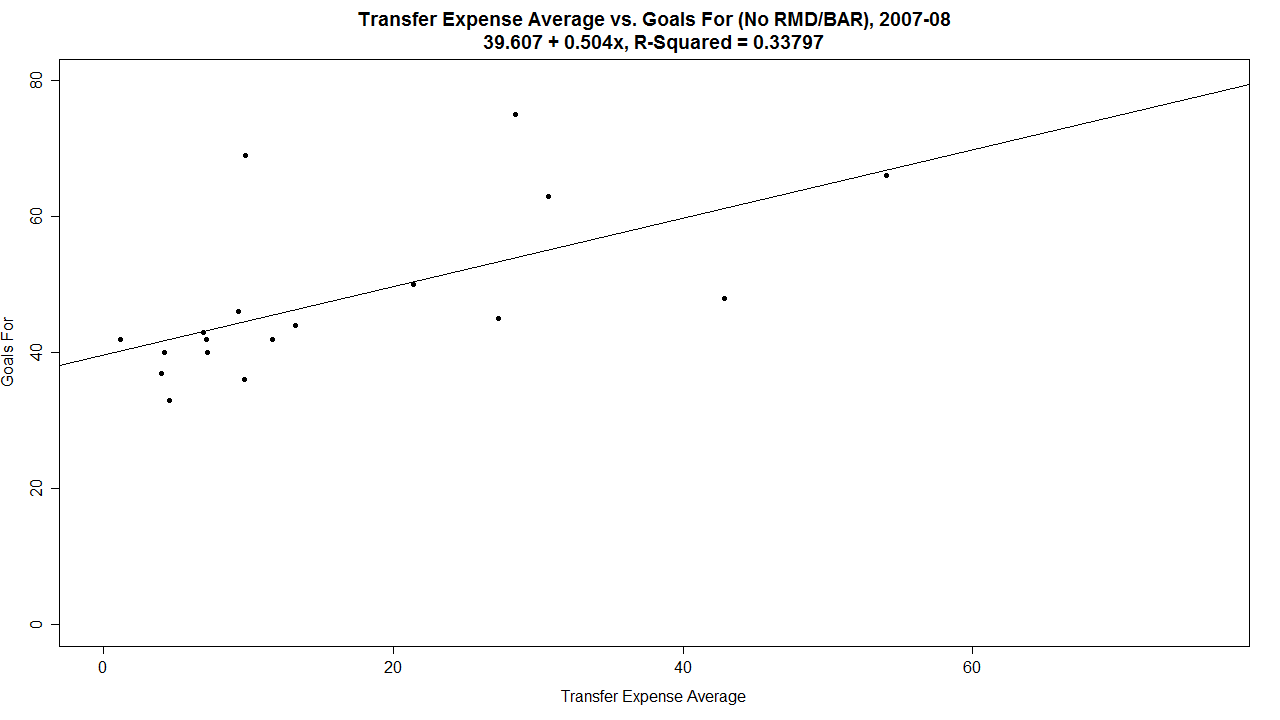 Transfer Expense Average vs. Goals For (No RMD/BAR), 2007-08
39.607 + 0.504x, R-Squared = 0.33797
80
60
40
20
0
Goals For
0 20 40 60
Transfer Expense Average